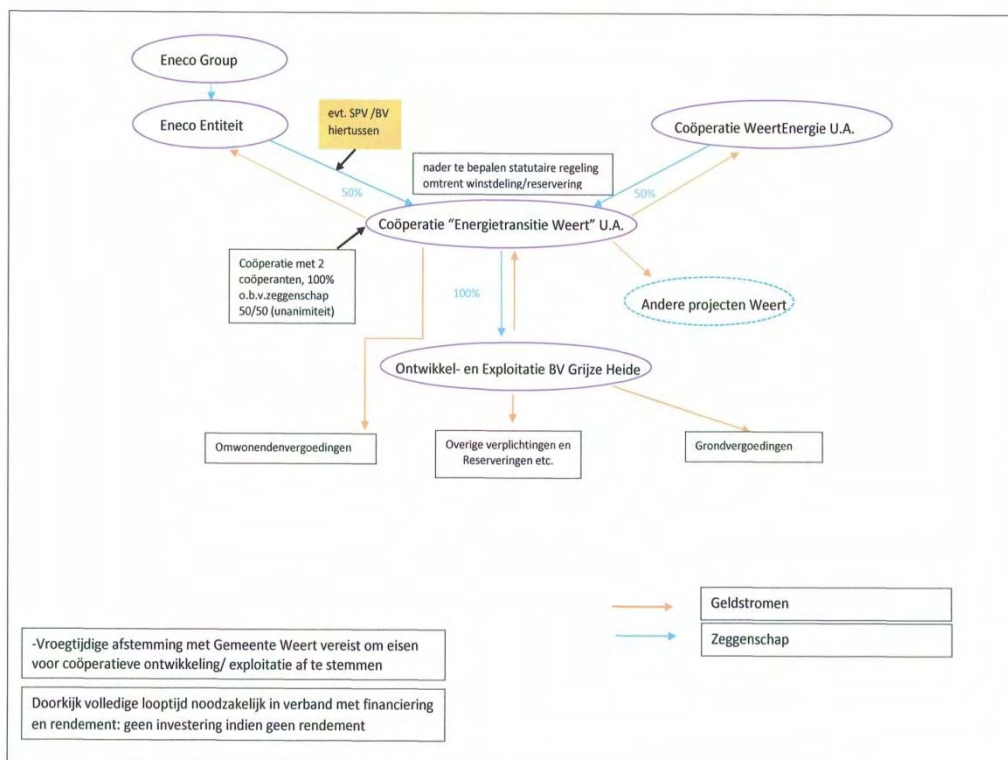 Eneco Group
Eneco Entiteit
evt. SPV /BV
hiertussen
Coöperatie WeertEnergie U.A.
nader te bepalen statutaire regeling
omtrent winstdeling/reservering
50%
50%
Coöperatie “Energietransitie Weert” U.A.
Coöperatie met 2
coöperanten, 100%
o.b.v.zeggenschap
50/50 (unanimiteit)
100%
Andere projecten Weert
Ontwikkel- en Exploitatie BV Grijze Heide
Omwonendenvergoedingen
Overige verplichtingen en
Reserveringen etc.
Grondvergoedingen
Geldstromen
Zeggenschap
-Vroegtijdige afstemming met Gemeente Weert vereist om eisen
voor coöperatieve ontwikkeling/ exploitatie af te stemmen
Doorkijk volledige looptijd noodzakelijk in verband met financiering
en rendement: geen investering indien geen rendement